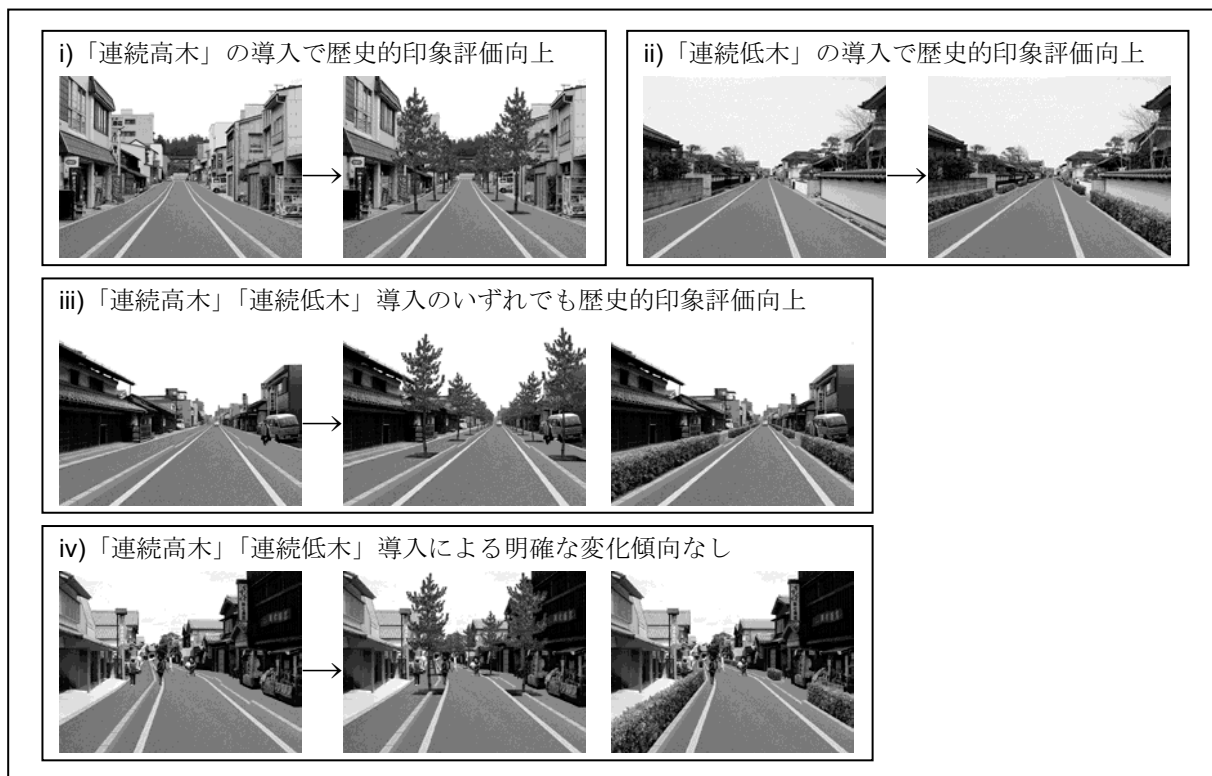 i)「連続高木」の導入で歴史的印象評価向上
ii)「連続低木」の導入で歴史的印象評価向上
iii)「連続高木」「連続低木」導入のいずれでも歴史的印象評価向上
iv)「連続高木」「連続低木」導入による明確な変化傾向なし